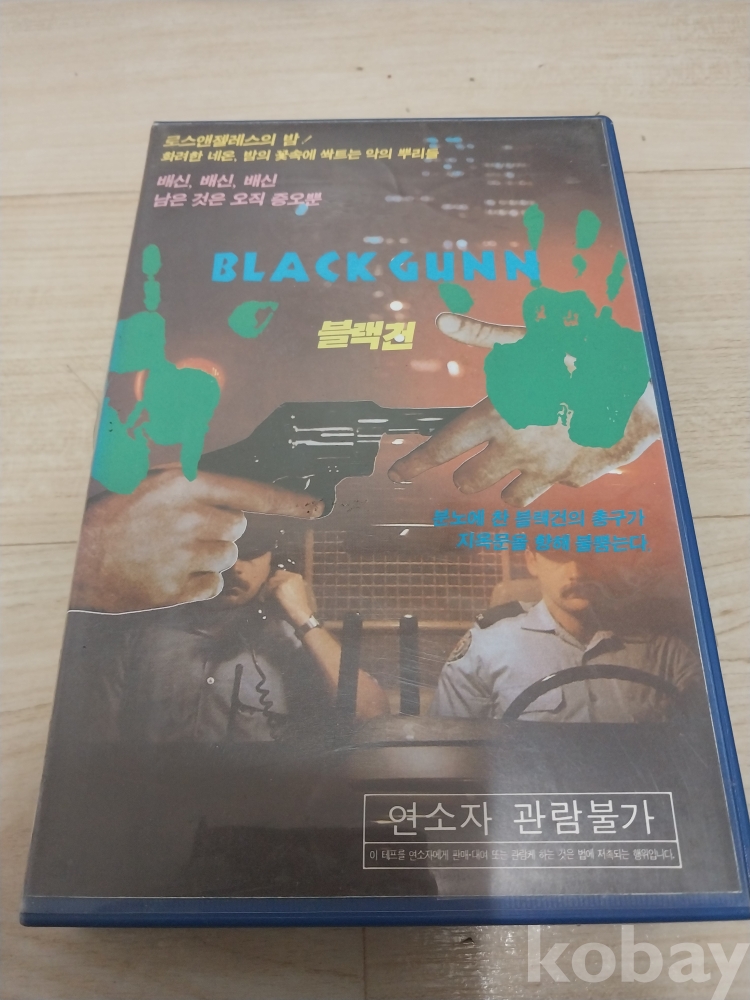 로스앤젤레스의 밤!
화려한 네온, 밤의 꽃속에 싹트는 악의 뿌리들
배신, 배신, 배신
남은 것은 오직 증오뿐
BLACK GUNN
블랙건
분노에 찬 블랙건의 총구가
지옥문을 향해 불뿜는다.
연소자 관람불가
이 테프를 연소자에게 판매·대여 또는 관람케 하는 것은 법에 저촉되는 행위입니다.
kobay